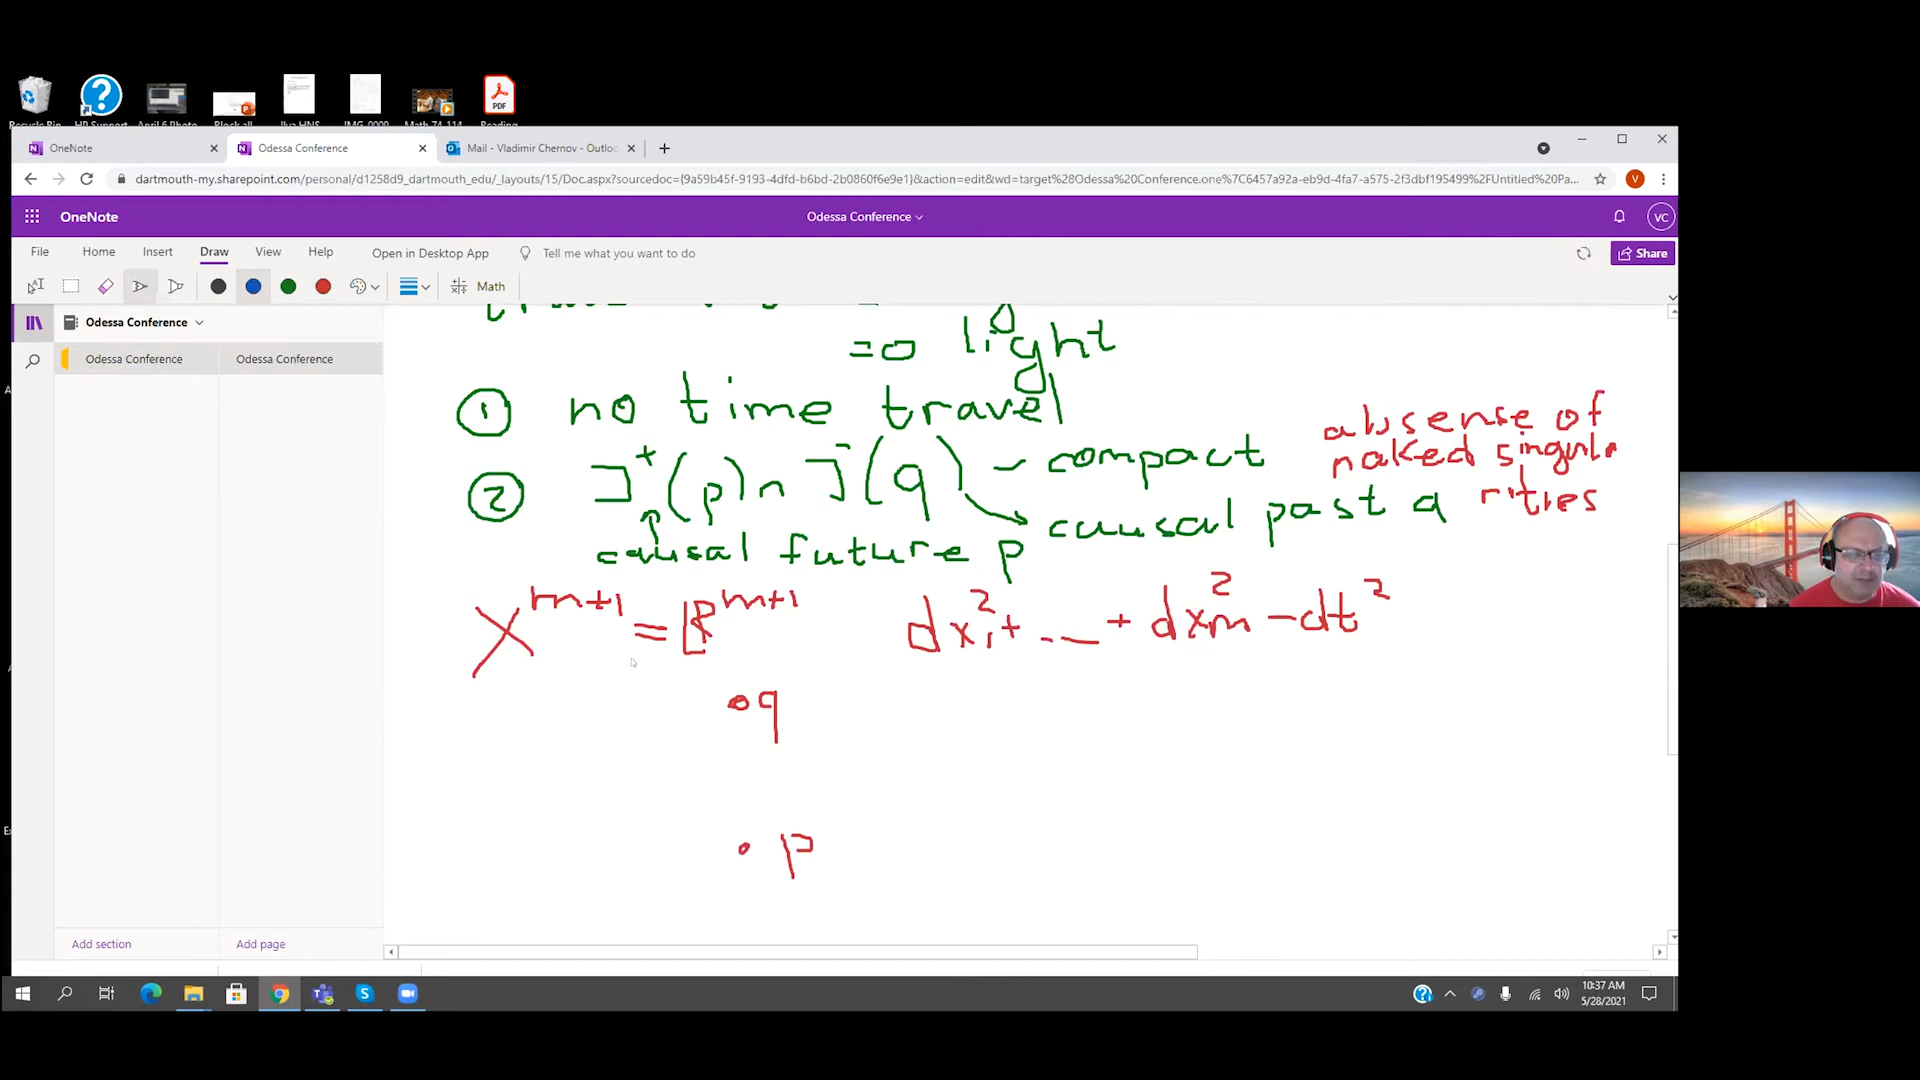 OneNote
Odessa Conference
Mail - Vladimir Chernov - Outlo
dartmouth-my.sharepoint.com/personal/d1258d9_dartmouth_edu/_layouts/15/Doc.aspx?sourcedoc={9a59b45f-9193-4dfd-b6bd-2b0860f6e9e1}&action=edit&wd=target%28Odessa%20Conference.one%7C6457a92a-eb9d-4fa7-a575-2f3dbf195499%2FUntitled%20Pa...
V
OneNote
Odessa Conference
VC
File Home Insert Draw View Help Open in Desktop App Tell me what you want to do
Share
Math
Odessa Conference
Odessa Conference
Odessa Conference
=0 light
① no time travel
② J⁺(p) ∩ J⁻(q) – compact
causal future p
causal past q
absense of
naked singula
rities
X^{m+1} = R^{m+1} dx₁² + ... + dxm² - dt²
q
p
Add section
Add page
10:37 AM
5/28/2021
PDF